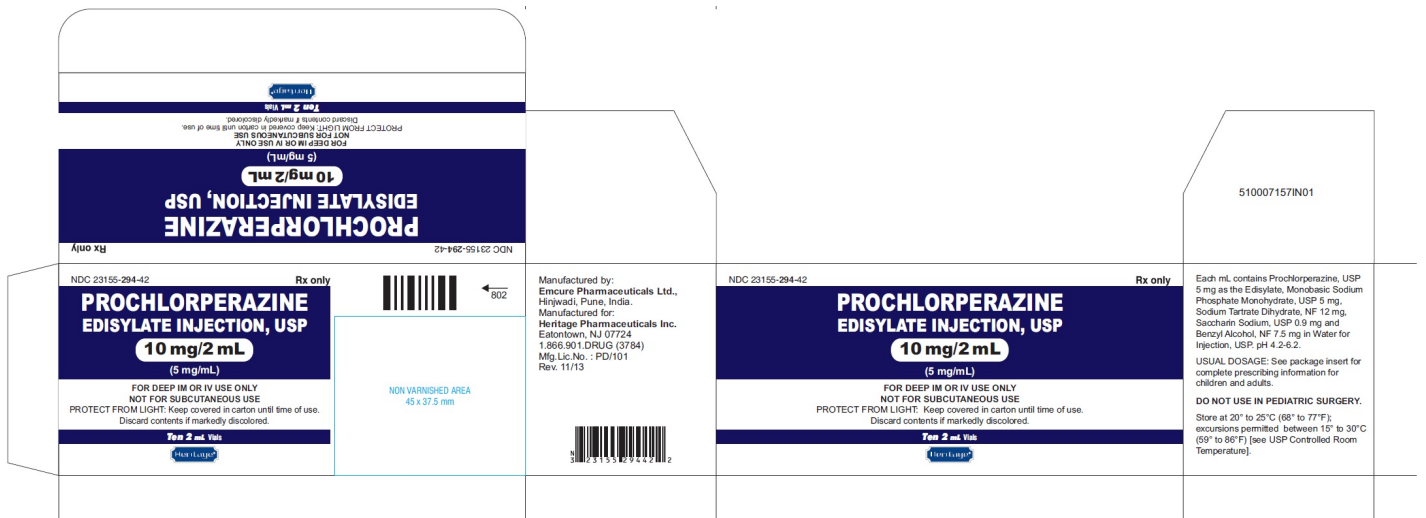 Heritage®
Ten 2 mL Vials
Discard contents if markedly discolored.
PROTECT FROM LIGHT: Keep covered in carton until time of use.
NOT FOR SUBCUTANEOUS USE
FOR DEEP IM OR IV USE ONLY
(5 mg/mL)
10 mg/2 mL
EDISYLATE INJECTION, USP
PROCHLORPERAZINE
NDC 23155-294-42 Rx only
510007157IN01
NDC 23155-294-42 Rx only
PROCHLORPERAZINE
EDISYLATE INJECTION, USP
10 mg/2 mL
(5 mg/mL)
FOR DEEP IM OR IV USE ONLY
NOT FOR SUBCUTANEOUS USE
PROTECT FROM LIGHT: Keep covered in carton until time of use.
Discard contents if markedly discolored.
Ten 2 mL Vials
Heritage®
802
NON VARNISHED AREA
45 x 37.5 mm
Manufactured by:
Emcure Pharmaceuticals Ltd.,
Hinjwadi, Pune, India.
Manufactured for:
Heritage Pharmaceuticals Inc.
Eatontown, NJ 07724
1.866.901.DRUG (3784)
Mfg.Lic.No. : PD/101
Rev. 11/13
N
3 23155 29442 2
NDC 23155-294-42 Rx only
PROCHLORPERAZINE
EDISYLATE INJECTION, USP
10 mg/2 mL
(5 mg/mL)
FOR DEEP IM OR IV USE ONLY
NOT FOR SUBCUTANEOUS USE
PROTECT FROM LIGHT: Keep covered in carton until time of use.
Discard contents if markedly discolored.
Ten 2 mL Vials
Heritage®
Each mL contains Prochlorperazine, USP
5 mg as the Edisylate, Monobasic Sodium
Phosphate Monohydrate, USP 5 mg,
Sodium Tartrate Dihydrate, NF 12 mg,
Saccharin Sodium, USP 0.9 mg and
Benzyl Alcohol, NF 7.5 mg in Water for
Injection, USP. pH 4.2-6.2.
USUAL DOSAGE: See package insert for
complete prescribing information for
children and adults.
DO NOT USE IN PEDIATRIC SURGERY.
Store at 20° to 25°C (68° to 77°F);
excursions permitted between 15° to 30°C
(59° to 86°F) [see USP Controlled Room
Temperature].